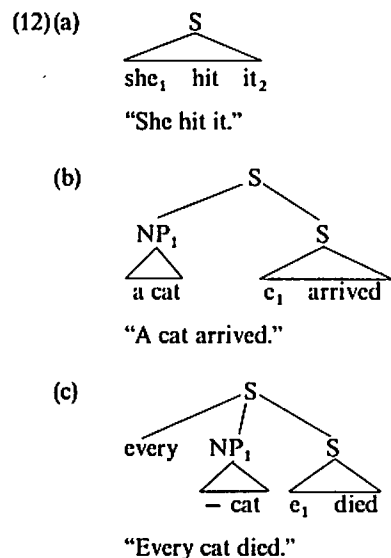 (12)(a) S
she₁ hit it₂
"She hit it."
(b) S
NP₁ S
a cat e₁ arrived
"A cat arrived."
(c) S
every NP₁ S
– cat e₁ died
"Every cat died."